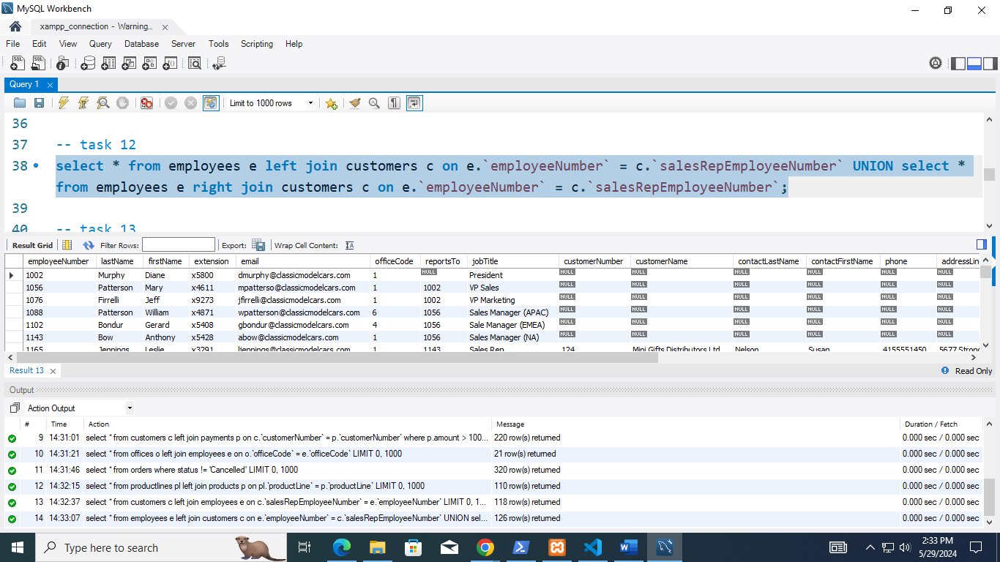 MySQL Workbench
xampp_connection - Warning...
File Edit View Query Database Server Tools Scripting Help
Query 1
Limit to 1000 rows
36
37 -- task 12
38 select * from employees e left join customers c on e.`employeeNumber` = c.`salesRepEmployeeNumber` UNION select *
from employees e right join customers c on e.`employeeNumber` = c.`salesRepEmployeeNumber`;
39
40 -- task 13
Result Grid Filter Rows: Export: Wrap Cell Content:
employeeNumber lastName firstName extension email officeCode reportsTo jobTitle customerNumber customerName contactLastName contactFirstName phone addressLin
1002 Murphy Diane x5800 dmurphy@classicmodelcars.com 1 NULL President NULL NULL NULL NULL NULL NULL
1056 Patterson Mary x4611 mpatterso@classicmodelcars.com 1 1002 VP Sales NULL NULL NULL NULL NULL NULL
1076 Firrelli Jeff x9273 jfirrelli@classicmodelcars.com 1 1002 VP Marketing NULL NULL NULL NULL NULL NULL
1088 Patterson William x4871 wpatterson@classicmodelcars.com 6 1056 Sales Manager (APAC) NULL NULL NULL NULL NULL NULL
1102 Bondur Gerard x5408 gbondur@classicmodelcars.com 4 1056 Sale Manager (EMEA) NULL NULL NULL NULL NULL NULL
1143 Bow Anthony x5428 abow@classicmodelcars.com 1 1056 Sales Manager (NA) NULL NULL NULL NULL NULL NULL
1165 Jennings Leslie x3291 ljennings@classicmodelcars.com 1 1143 Sales Rep 124 Mini Gifts Distributors Ltd. Nelson Susan 4155551450 5677 Strong
Result 13 Read Only
Output
Action Output
# Time Action Message Duration / Fetch
9 14:31:01 select * from customers c left join payments p on c.`customerNumber` = p.`customerNumber` where p.amount > 100... 220 row(s) returned 0.000 sec / 0.000 sec
10 14:31:21 select * from offices o left join employees e on o.`officeCode` = e.`officeCode` LIMIT 0, 1000 21 row(s) returned 0.000 sec / 0.000 sec
11 14:31:46 select * from orders where status != 'Cancelled' LIMIT 0, 1000 320 row(s) returned 0.000 sec / 0.000 sec
12 14:32:15 select * from productlines pl left join products p on pl.`productLine` = p.`productLine` LIMIT 0, 1000 110 row(s) returned 0.000 sec / 0.000 sec
13 14:32:37 select * from customers c left join employees e on c.`salesRepEmployeeNumber` = e.`employeeNumber` LIMIT 0, 1... 118 row(s) returned 0.000 sec / 0.000 sec
14 14:33:07 select * from employees e left join customers c on e.`employeeNumber` = c.`salesRepEmployeeNumber` UNION sel... 126 row(s) returned 0.000 sec / 0.000 sec
Type here to search
2:33 PM
5/29/2024